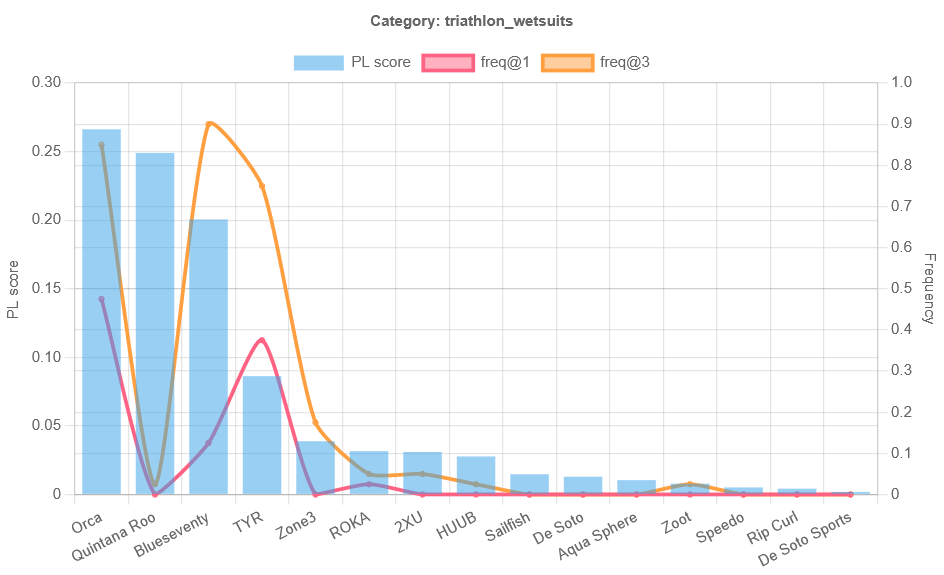 Category: triathlon_wetsuits
PL score freq@1 freq@3
0.30 1.0
0.9
0.25
0.8
0.20 0.7
0.6
0.15 0.5
0.10 0.4
0.3
0.05 0.2
0.1
0 0
PL score
Frequency
Orca
Quintana Roo
Blueseventy
TYR
Zone3
ROKA
2XU
HUUB
Sailfish
De Soto
Aqua Sphere
Zoot
Speedo
Rip Curl
De Soto Sports